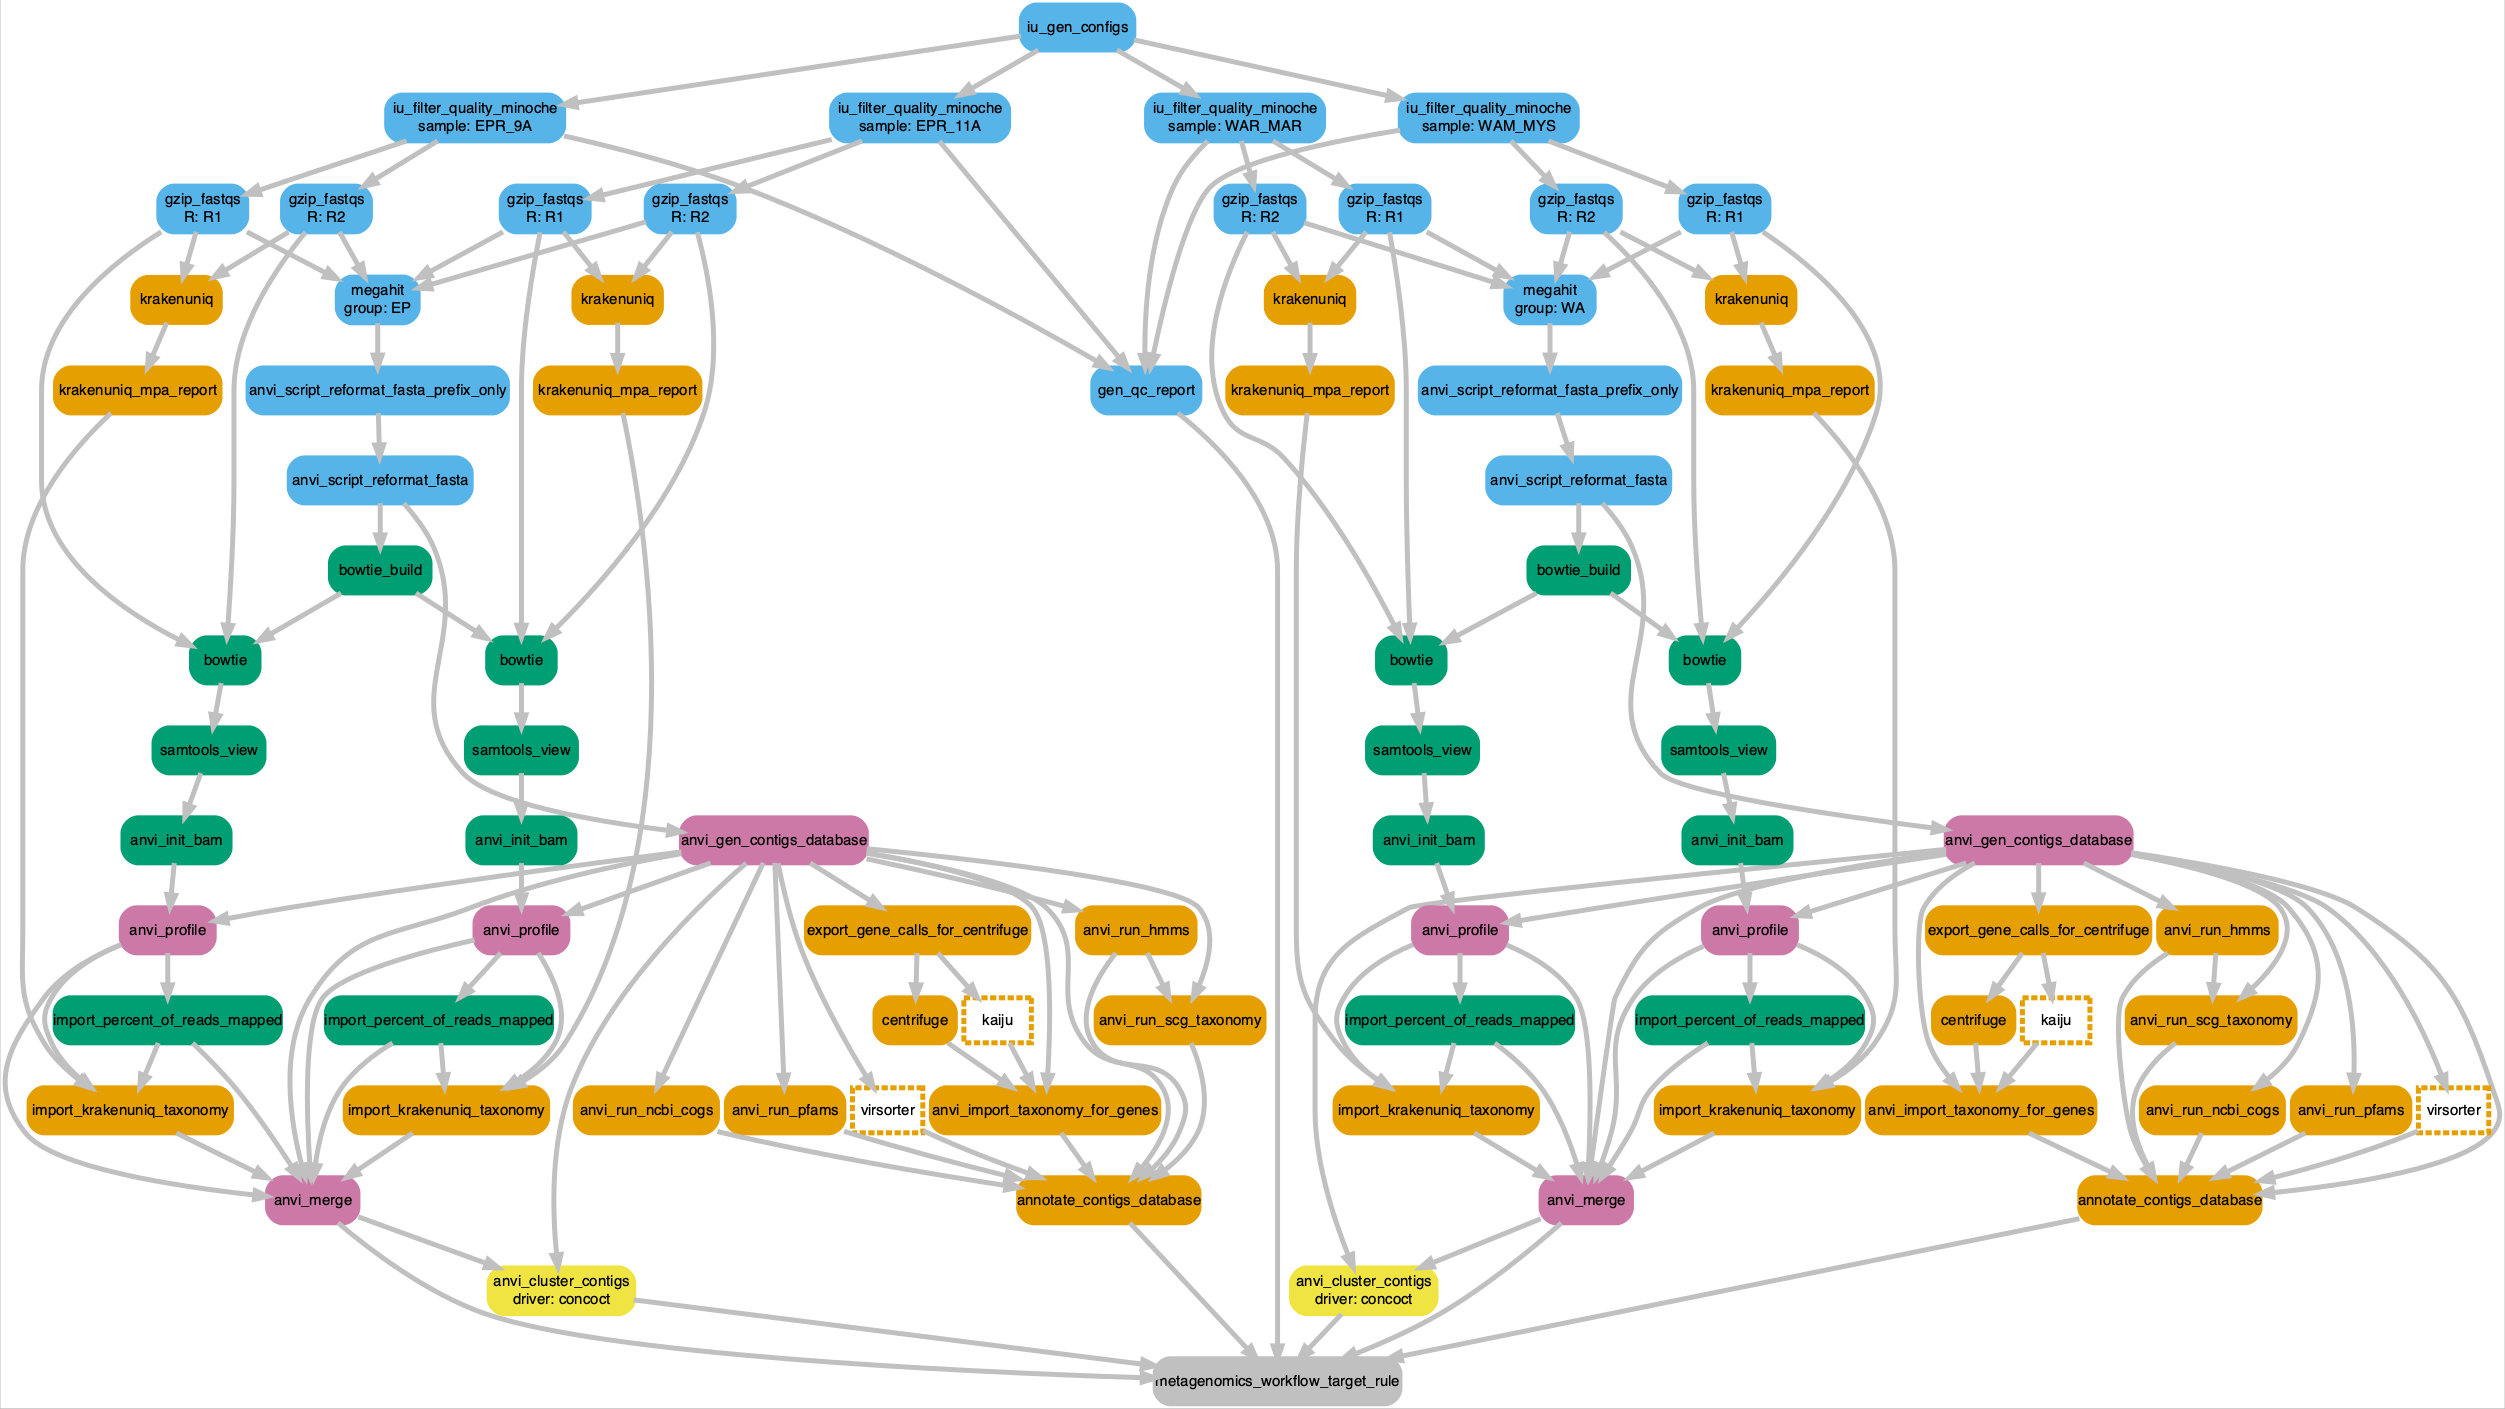 iu_gen_configs
iu_filter_quality_minoche
sample: EPR_9A
iu_filter_quality_minoche
sample: EPR_11A
iu_filter_quality_minoche
sample: WAR_MAR
iu_filter_quality_minoche
sample: WAM_MYS
gzip_fastqs
R: R1
gzip_fastqs
R: R2
gzip_fastqs
R: R1
gzip_fastqs
R: R2
gzip_fastqs
R: R2
gzip_fastqs
R: R1
gzip_fastqs
R: R2
gzip_fastqs
R: R1
krakenuniq
megahit
group: EP
krakenuniq
krakenuniq
megahit
group: WA
krakenuniq
krakenuniq_mpa_report
anvi_script_reformat_fasta_prefix_only
krakenuniq_mpa_report
gen_qc_report
krakenuniq_mpa_report
anvi_script_reformat_fasta_prefix_only
krakenuniq_mpa_report
anvi_script_reformat_fasta
anvi_script_reformat_fasta
bowtie_build
bowtie_build
bowtie
bowtie
bowtie
bowtie
samtools_view
samtools_view
samtools_view
samtools_view
anvi_init_bam
anvi_init_bam
anvi_gen_contigs_database
anvi_init_bam
anvi_init_bam
anvi_gen_contigs_database
anvi_profile
anvi_profile
export_gene_calls_for_centrifuge
anvi_run_hmms
anvi_profile
anvi_profile
export_gene_calls_for_centrifuge
anvi_run_hmms
import_percent_of_reads_mapped
import_percent_of_reads_mapped
centrifuge
kaiju
anvi_run_scg_taxonomy
import_percent_of_reads_mapped
import_percent_of_reads_mapped
centrifuge
kaiju
anvi_run_scg_taxonomy
import_krakenuniq_taxonomy
import_krakenuniq_taxonomy
anvi_run_ncbi_cogs
anvi_run_pfams
virsorter
anvi_import_taxonomy_for_genes
import_krakenuniq_taxonomy
import_krakenuniq_taxonomy
anvi_import_taxonomy_for_genes
anvi_run_ncbi_cogs
anvi_run_pfams
virsorter
anvi_merge
annotate_contigs_database
anvi_merge
annotate_contigs_database
anvi_cluster_contigs
driver: concoct
anvi_cluster_contigs
driver: concoct
metagenomics_workflow_target_rule